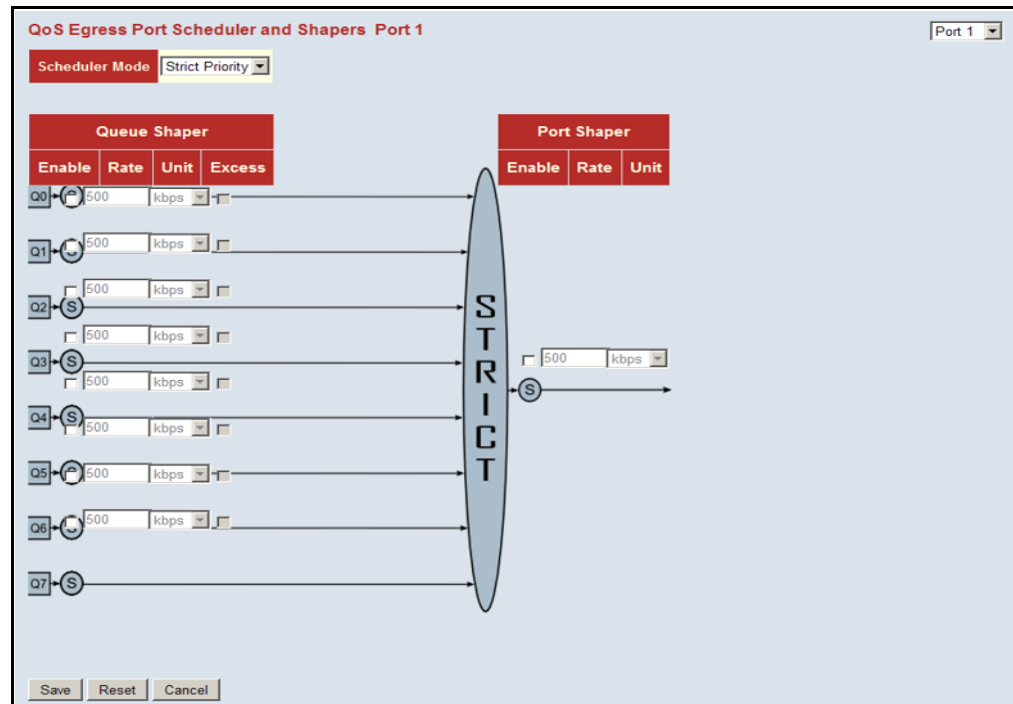 QoS Egress Port Scheduler and Shapers Port 1 Port 1
Scheduler Mode Strict Priority
Queue Shaper Port Shaper
Enable Rate Unit Excess Enable Rate Unit
Q0 500 kbps
Q1 500 kbps
500 kbps
Q2 S
500 kbps
Q3 S
500 kbps
500 kbps
Q4 S
500 kbps
Q5 500 kbps
Q6 500 kbps
S
Q7 S
STRICT
Save Reset Cancel